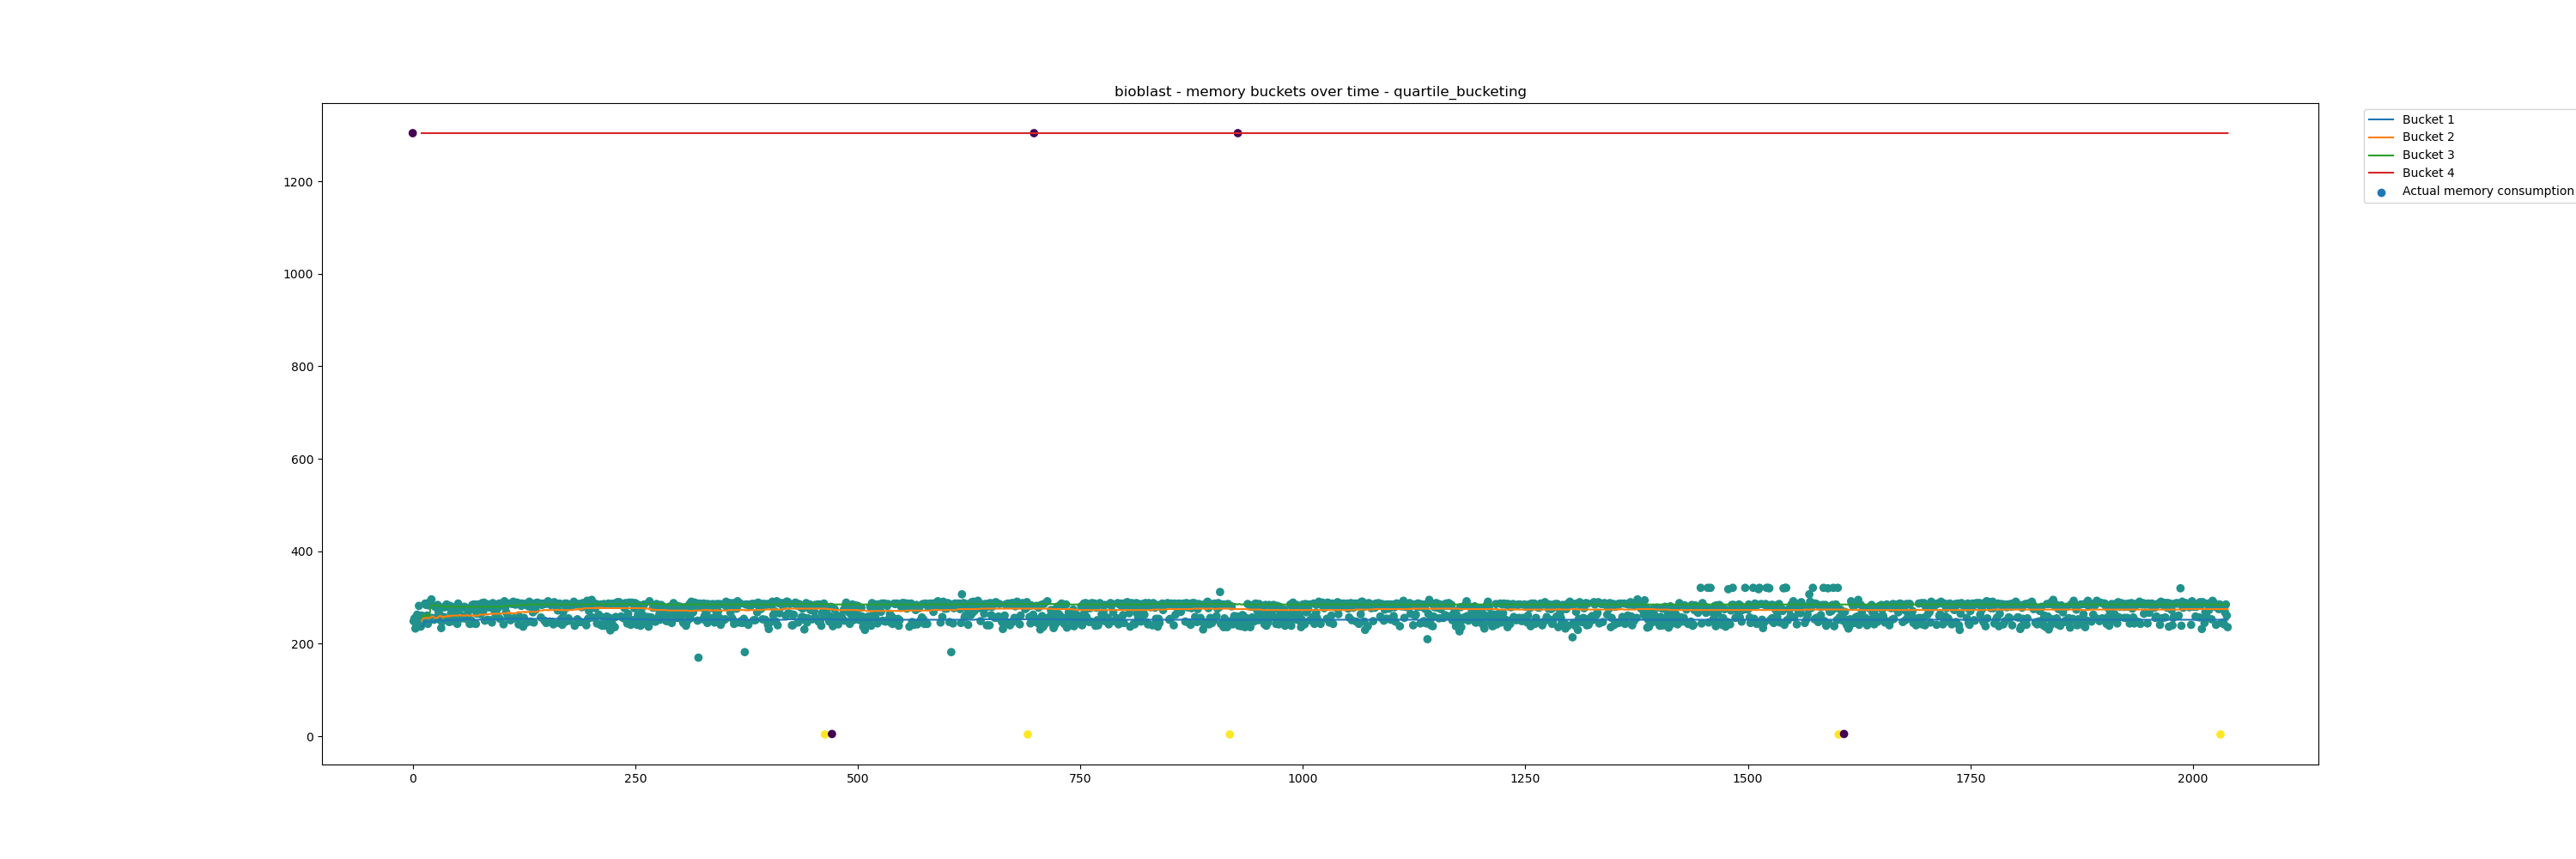 bioblast - memory buckets over time - quartile_bucketing
Bucket 1
Bucket 2
Bucket 3
Bucket 4
Actual memory consumption
1200
1000
800
600
400
200
0
0 250 500 750 1000 1250 1500 1750 2000